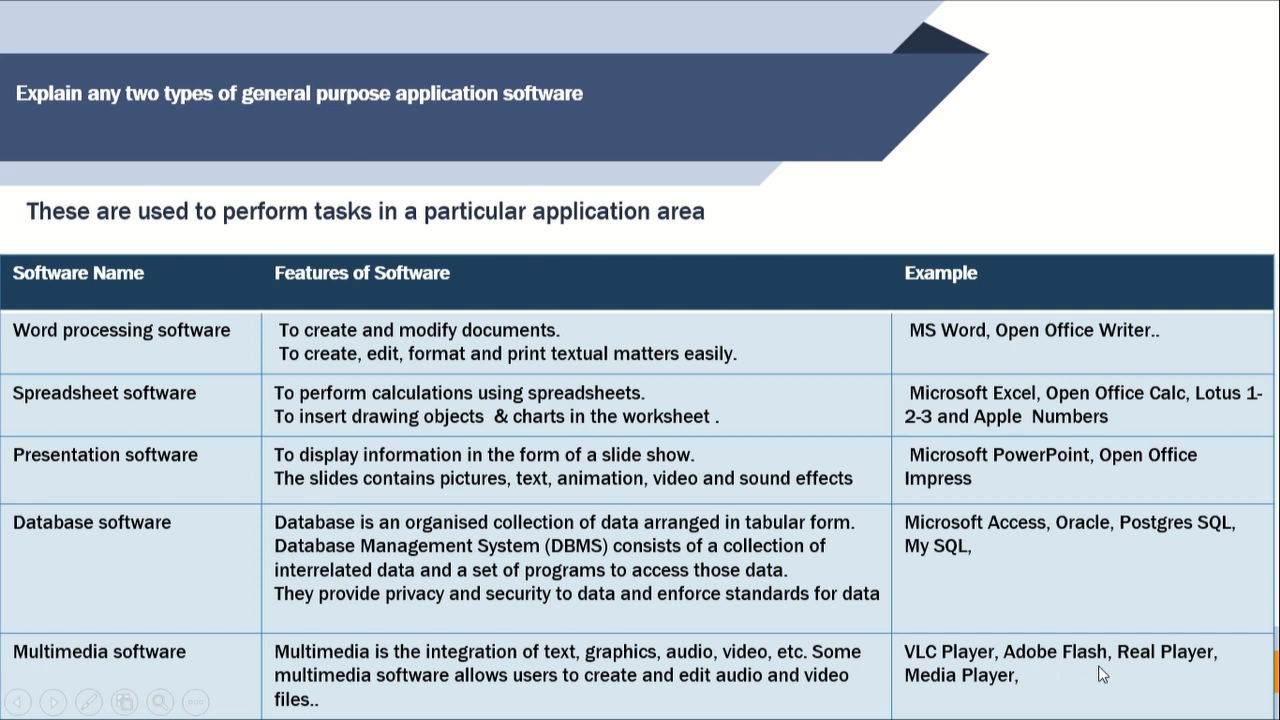 Explain any two types of general purpose application software
These are used to perform tasks in a particular application area
Software Name
Features of Software
Example
Word processing software
To create and modify documents.
To create, edit, format and print textual matters easily.
MS Word, Open Office Writer..
Spreadsheet software
To perform calculations using spreadsheets.
To insert drawing objects & charts in the worksheet .
Microsoft Excel, Open Office Calc, Lotus 1-
2-3 and Apple Numbers
Presentation software
To display information in the form of a slide show.
The slides contains pictures, text, animation, video and sound effects
Microsoft PowerPoint, Open Office
Impress
Database software
Database is an organised collection of data arranged in tabular form.
Database Management System (DBMS) consists of a collection of
interrelated data and a set of programs to access those data.
They provide privacy and security to data and enforce standards for data
Microsoft Access, Oracle, Postgres SQL,
My SQL,
Multimedia software
Multimedia is the integration of text, graphics, audio, video, etc. Some
multimedia software allows users to create and edit audio and video
files..
VLC Player, Adobe Flash, Real Player,
Media Player,